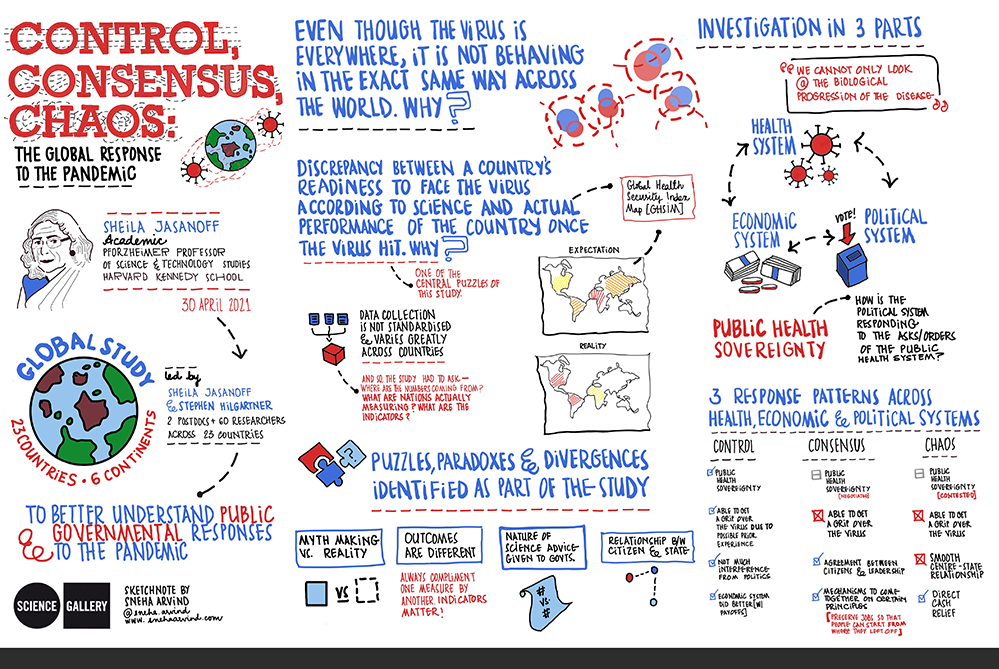 CONTROL,
CONSENSUS,
CHAOS:
THE GLOBAL RESPONSE
TO THE PANDEMIC
SHEILA JASANOFF
Academic
PFORZHEIMER PROFESSOR
OF SCIENCE & TECHNOLOGY STUDIES
HARVARD KENNEDY SCHOOL
30 APRIL 2021
GLOBAL STUDY
23 COUNTRIES • 6 CONTINENTS
led by
SHEILA JASANOFF
& STEPHEN HILGARTNER
2 POSTDOCS + 60 RESEARCHERS
ACROSS 23 COUNTRIES
TO BETTER UNDERSTAND PUBLIC
& GOVERNMENTAL RESPONSES
TO THE PANDEMIC
SCIENCE GALLERY
SKETCHNOTE BY
SNEHA ARVIND
@sneha.arvind
www.snehaarvind.com
EVEN THOUGH THE VIRUS IS
EVERYWHERE, IT IS NOT BEHAVING
IN THE EXACT SAME WAY ACROSS
THE WORLD. WHY?
DISCREPANCY BETWEEN A COUNTRY'S
READINESS TO FACE THE VIRUS
ACCORDING TO SCIENCE AND ACTUAL
PERFORMANCE OF THE COUNTRY ONCE
THE VIRUS HIT. WHY?
Global Health
Security Index
Map [GHSIM]
ONE OF THE
CENTRAL PUZZLES OF
THIS STUDY.
DATA COLLECTION
IS NOT STANDARDISED
& VARIES GREATLY
ACROSS COUNTRIES
AND SO, THE STUDY HAD TO ASK—
WHERE ARE THE NUMBERS COMING FROM?
WHAT ARE NATIONS ACTUALLY
MEASURING? WHAT ARE THE
INDICATORS?
EXPECTATION
REALITY
?
PUZZLES, PARADOXES & DIVERGENCES
IDENTIFIED AS PART OF THE STUDY
MYTH MAKING
VS. REALITY
VS
OUTCOMES
ARE DIFFERENT
ALWAYS COMPLIMENT
ONE MEASURE BY
ANOTHER INDICATORS
MATTER!
NATURE OF
SCIENCE ADVICE
GIVEN TO GOVTS.
# vs. #
RELATIONSHIP B/W
CITIZEN & STATE
INVESTIGATION IN 3 PARTS
"WE CANNOT ONLY LOOK
@ THE BIOLOGICAL
PROGRESSION OF THE DISEASE"
HEALTH
SYSTEM
ECONOMIC
SYSTEM
VOTE!
POLITICAL
SYSTEM
PUBLIC HEALTH
SOVEREIGNTY
HOW IS THE
POLITICAL SYSTEM
RESPONDING
TO THE ASKS/ORDERS
OF THE PUBLIC
HEALTH SYSTEM?
3 RESPONSE PATTERNS ACROSS
HEALTH, ECONOMIC & POLITICAL SYSTEMS
CONTROL
PUBLIC
HEALTH
SOVEREIGNTY
ABLE TO GET
A GRIP OVER
THE VIRUS DUE TO
POSSIBLE PRIOR
EXPERIENCE
NOT MUCH
INTERFERENCE
FROM POLITICS
ECONOMIC SYSTEM
DID BETTER [W/
PAYOFFS]
CONSENSUS
PUBLIC
HEALTH
SOVEREIGNTY
[NEGOTIATED]
ABLE TO GET
A GRIP OVER
THE VIRUS
AGREEMENT BETWEEN
CITIZENS & LEADERSHIP
MECHANISMS TO COME
TOGETHER ON CERTAIN
PRINCIPLES
[PRESERVE JOBS SO THAT
PEOPLE CAN START FROM
WHERE THEY LEFT OFF]
CHAOS
PUBLIC
HEALTH
SOVEREIGNTY
[CONTESTED]
ABLE TO GET
A GRIP OVER
THE VIRUS
SMOOTH
CENTRE-STATE
RELATIONSHIP
DIRECT
CASH
RELIEF